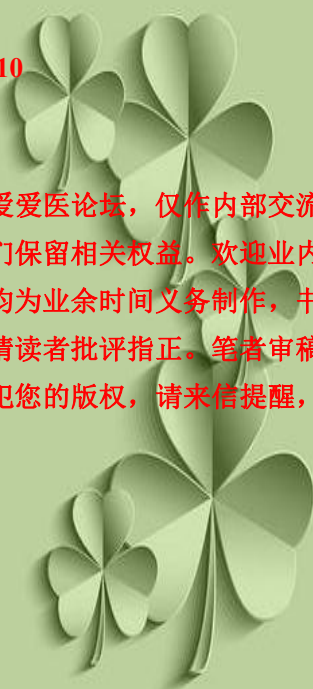 10
爱爱医论坛，仅作内部交流
们保留相关权益。欢迎业内
均为业余时间义务制作，
请读者批评指正。笔者审稿
犯您的版权，请来信提醒，